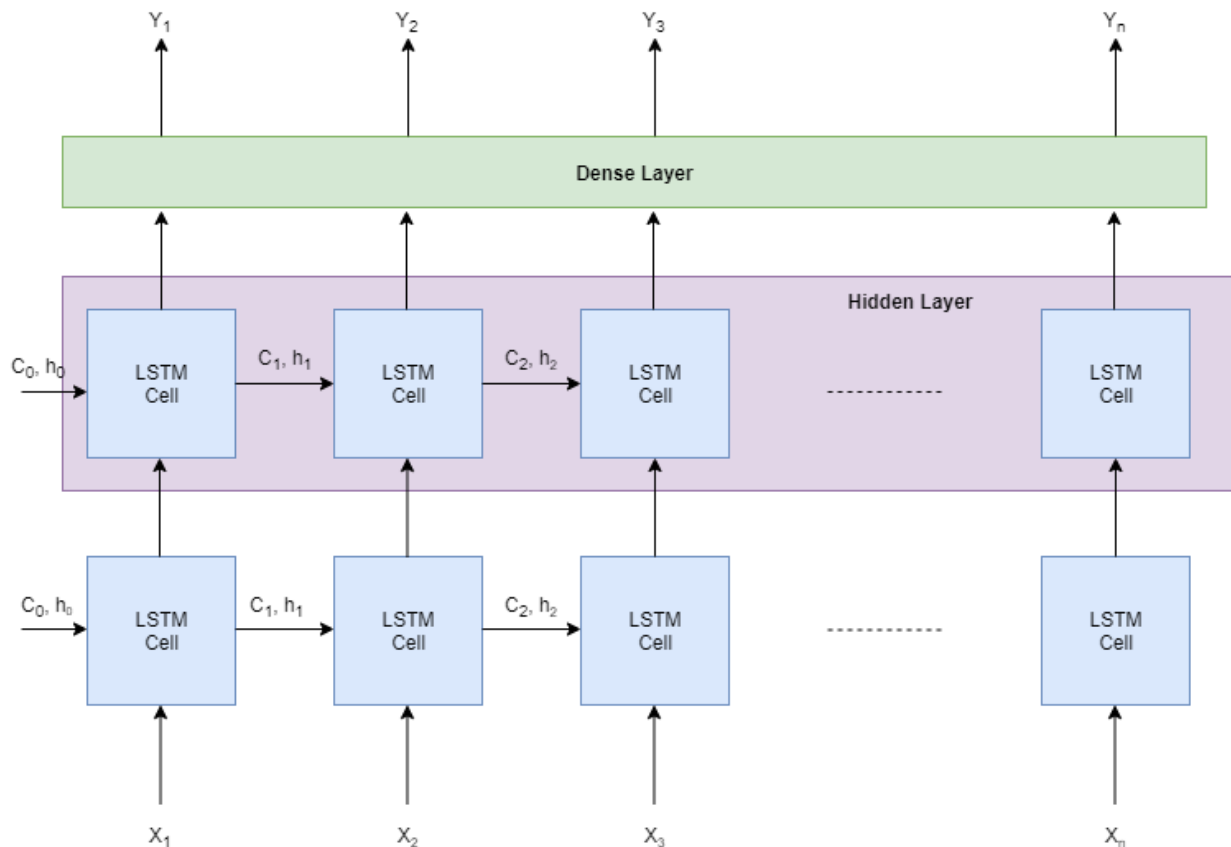 Y₁ Y₂ Y₃ Yₙ
Dense Layer
Hidden Layer
C₀, h₀
LSTM
Cell
C₁, h₁
LSTM
Cell
C₂, h₂
LSTM
Cell
-----------
LSTM
Cell
C₀, h₀
LSTM
Cell
C₁, h₁
LSTM
Cell
C₂, h₂
LSTM
Cell
-----------
LSTM
Cell
X₁ X₂ X₃ Xₙ